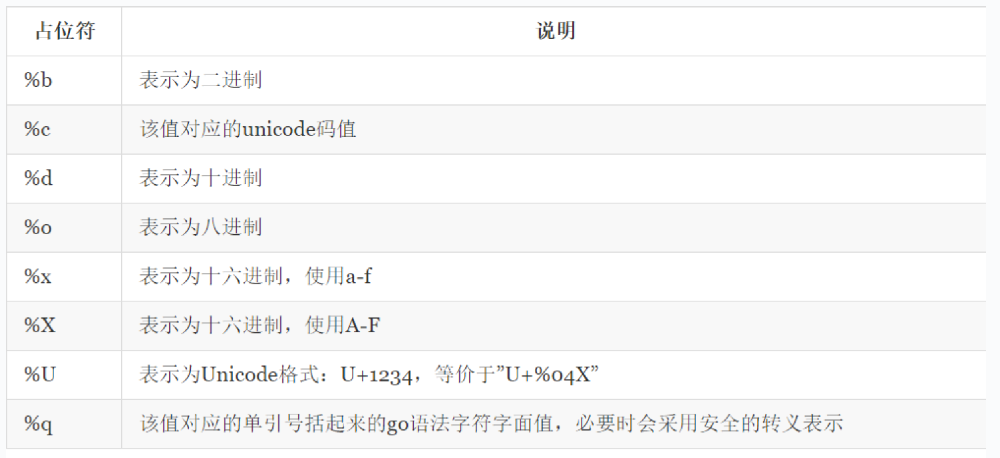 占位符 说明
%b 表示为二进制
%c 该值对应的unicode码值
%d 表示为十进制
%o 表示为八进制
%x 表示为十六进制，使用a-f
%X 表示为十六进制，使用A-F
%U 表示为Unicode格式：U+1234，等价于”U+%04X”
%q 该值对应的单引号括起来的go语法字符字面值，必要时会采用安全的转义表示